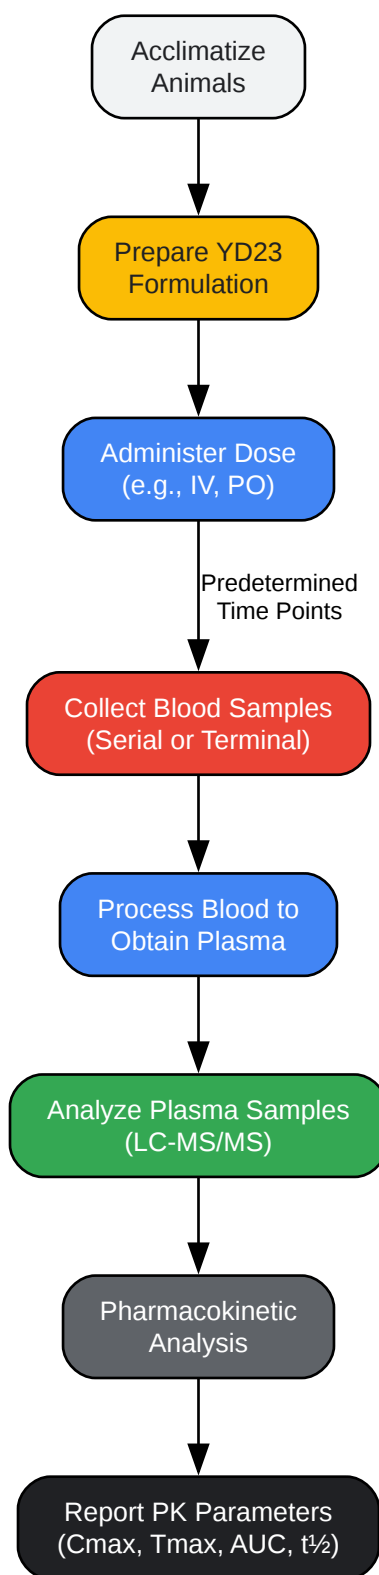 Acclimatize
Animals
Prepare YD23
Formulation
Administer Dose
(e.g., IV, PO)
Predetermined
Time Points
Collect Blood Samples
(Serial or Terminal)
Process Blood to
Obtain Plasma
Analyze Plasma Samples
(LC-MS/MS)
Pharmacokinetic
Analysis
Report PK Parameters
(Cmax, Tmax, AUC, t½)